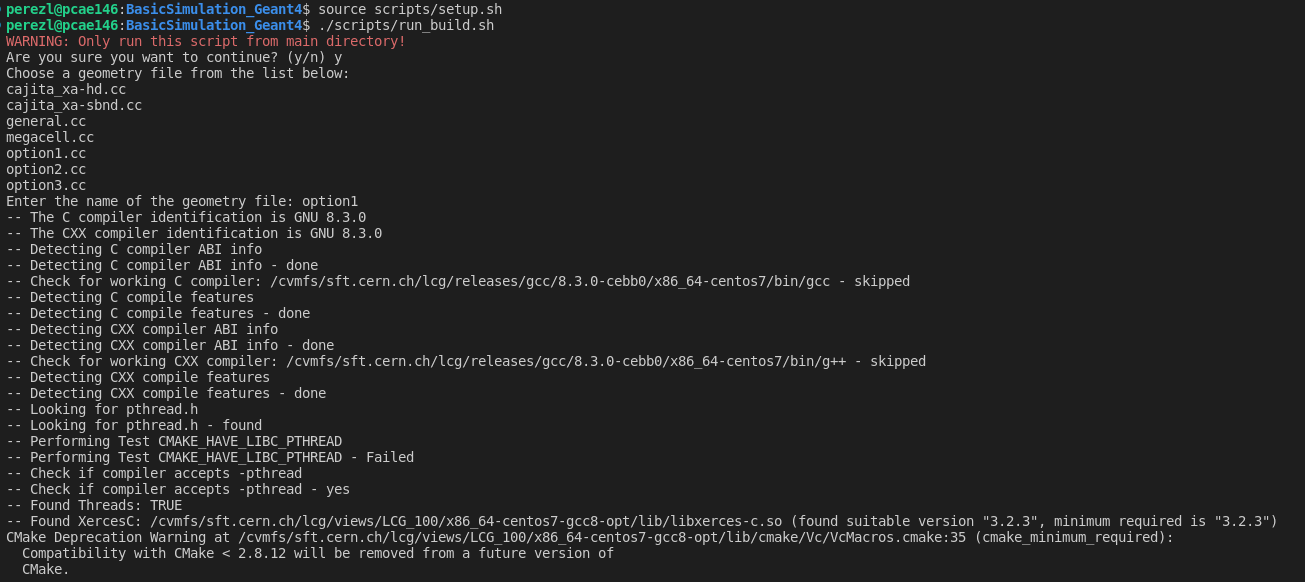 perezl@pcae146:BasicSimulation_Geant4$ source scripts/setup.sh
perezl@pcae146:BasicSimulation_Geant4$ ./scripts/run_build.sh
WARNING: Only run this script from main directory!
Are you sure you want to continue? (y/n) y
Choose a geometry file from the list below:
cajita_xa-hd.cc
cajita_xa-sbnd.cc
general.cc
megacell.cc
option1.cc
option2.cc
option3.cc
Enter the name of the geometry file: option1
-- The C compiler identification is GNU 8.3.0
-- The CXX compiler identification is GNU 8.3.0
-- Detecting C compiler ABI info
-- Detecting C compiler ABI info - done
-- Check for working C compiler: /cvmfs/sft.cern.ch/lcg/releases/gcc/8.3.0-cebb0/x86_64-centos7/bin/gcc - skipped
-- Detecting C compile features
-- Detecting C compile features - done
-- Detecting CXX compiler ABI info
-- Detecting CXX compiler ABI info - done
-- Check for working CXX compiler: /cvmfs/sft.cern.ch/lcg/releases/gcc/8.3.0-cebb0/x86_64-centos7/bin/g++ - skipped
-- Detecting CXX compile features
-- Detecting CXX compile features - done
-- Looking for pthread.h
-- Looking for pthread.h - found
-- Performing Test CMAKE_HAVE_LIBC_PTHREAD
-- Performing Test CMAKE_HAVE_LIBC_PTHREAD - Failed
-- Check if compiler accepts -pthread
-- Check if compiler accepts -pthread - yes
-- Found Threads: TRUE
-- Found XercesC: /cvmfs/sft.cern.ch/lcg/views/LCG_100/x86_64-centos7-gcc8-opt/lib/libxerces-c.so (found suitable version "3.2.3", minimum required is "3.2.3")
CMake Deprecation Warning at /cvmfs/sft.cern.ch/lcg/views/LCG_100/x86_64-centos7-gcc8-opt/lib/cmake/Vc/VcMacros.cmake:35 (cmake_minimum_required):
  Compatibility with CMake < 2.8.12 will be removed from a future version of
  CMake.